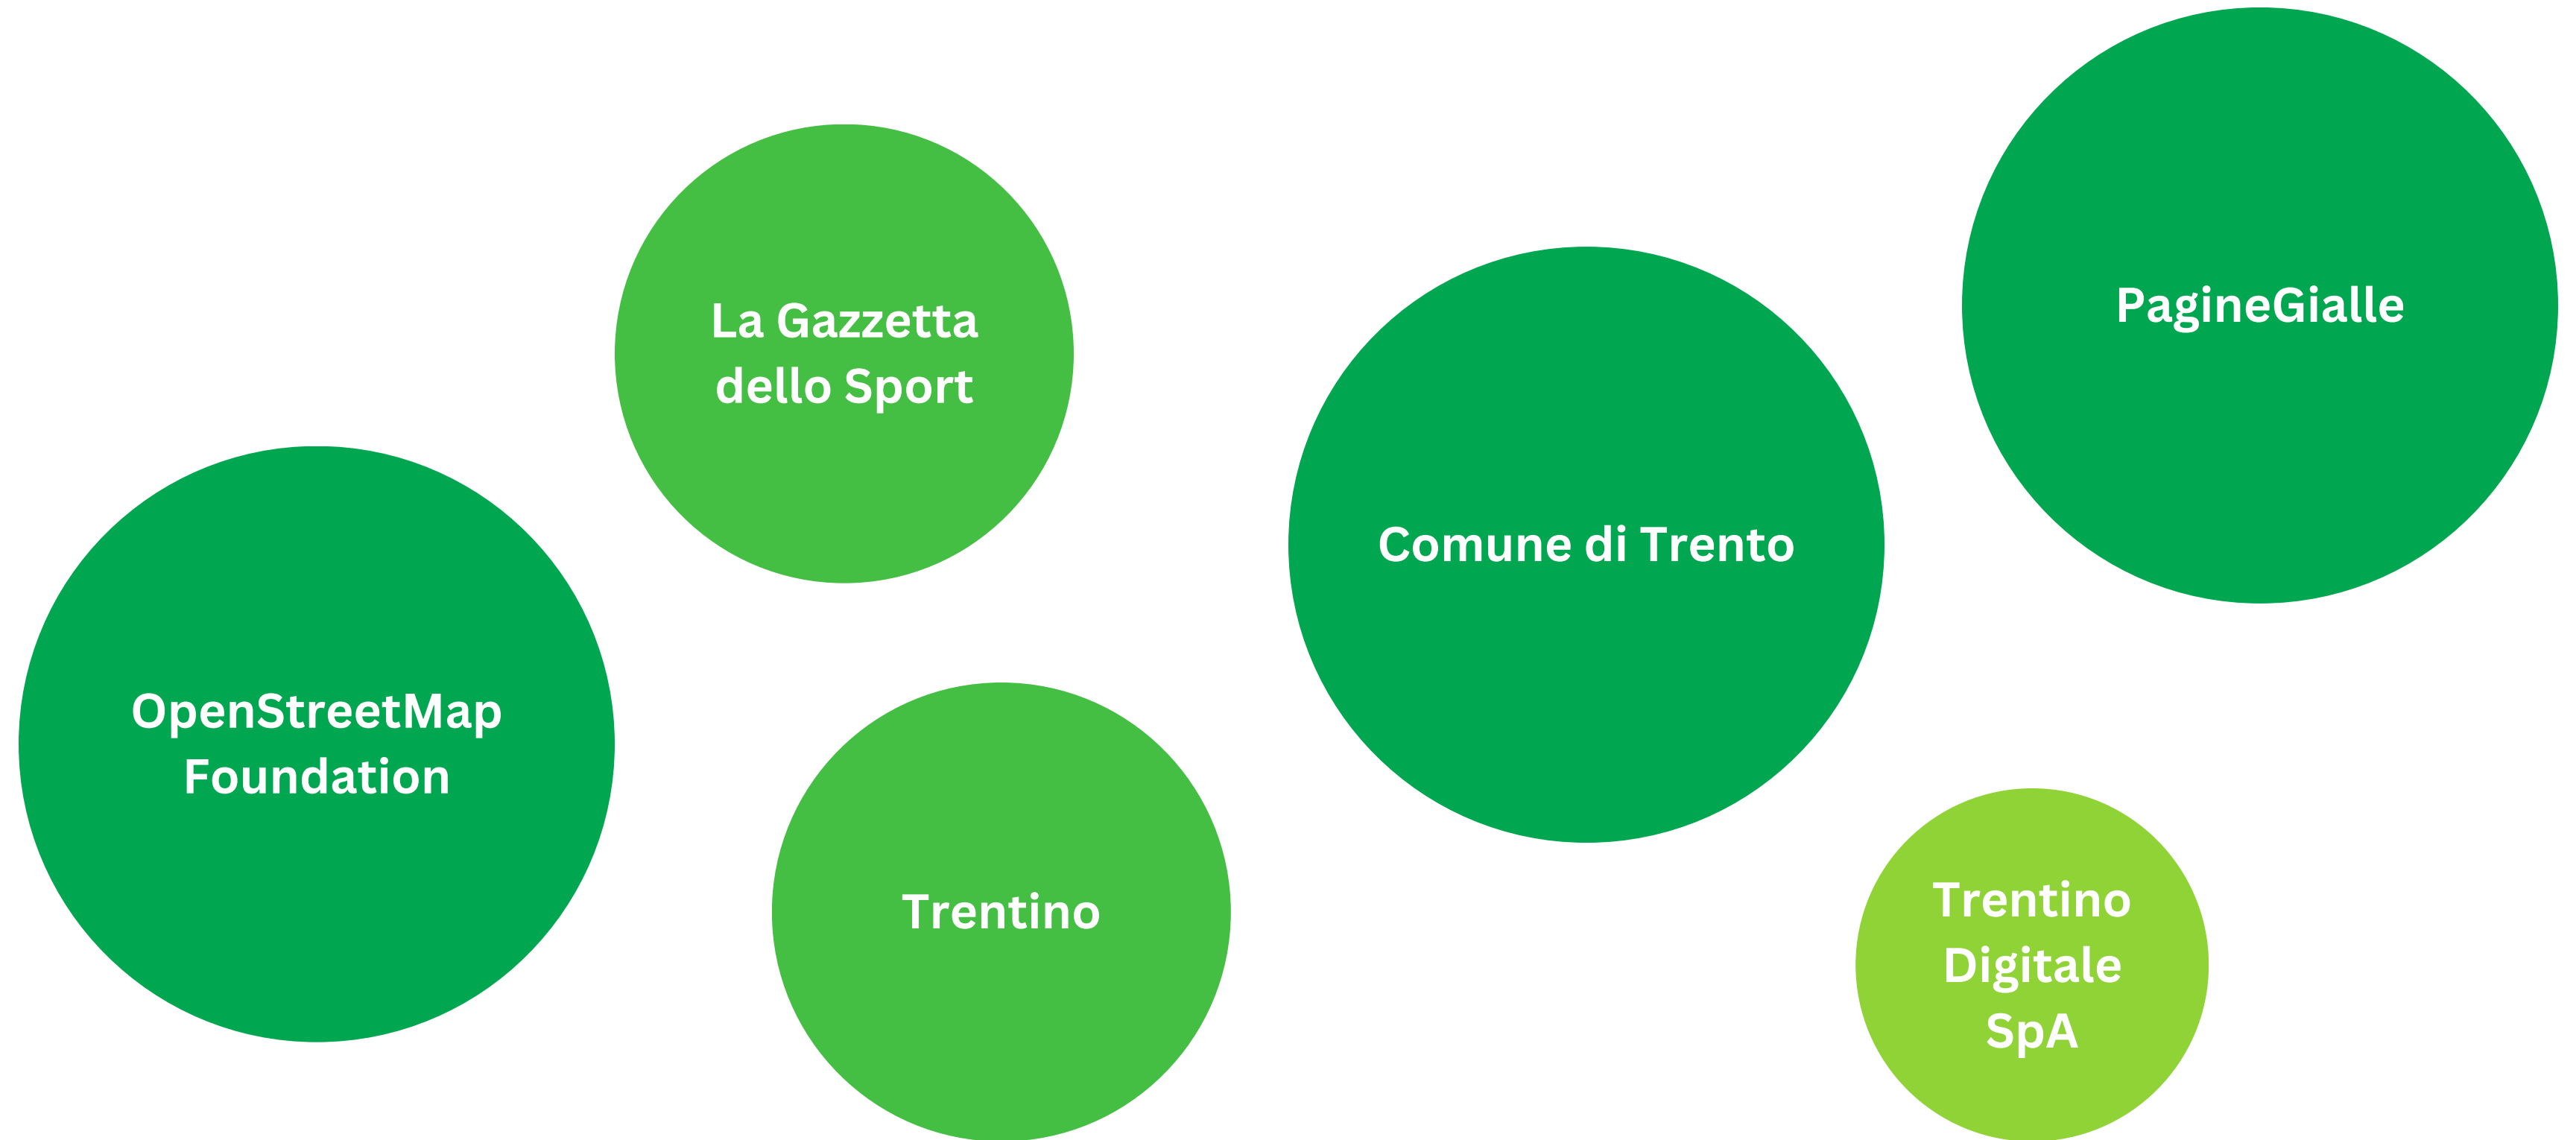 La Gazzetta
dello Sport
OpenStreetMap
Foundation
Trentino
Comune di Trento
PagineGialle
Trentino
Digitale
SpA